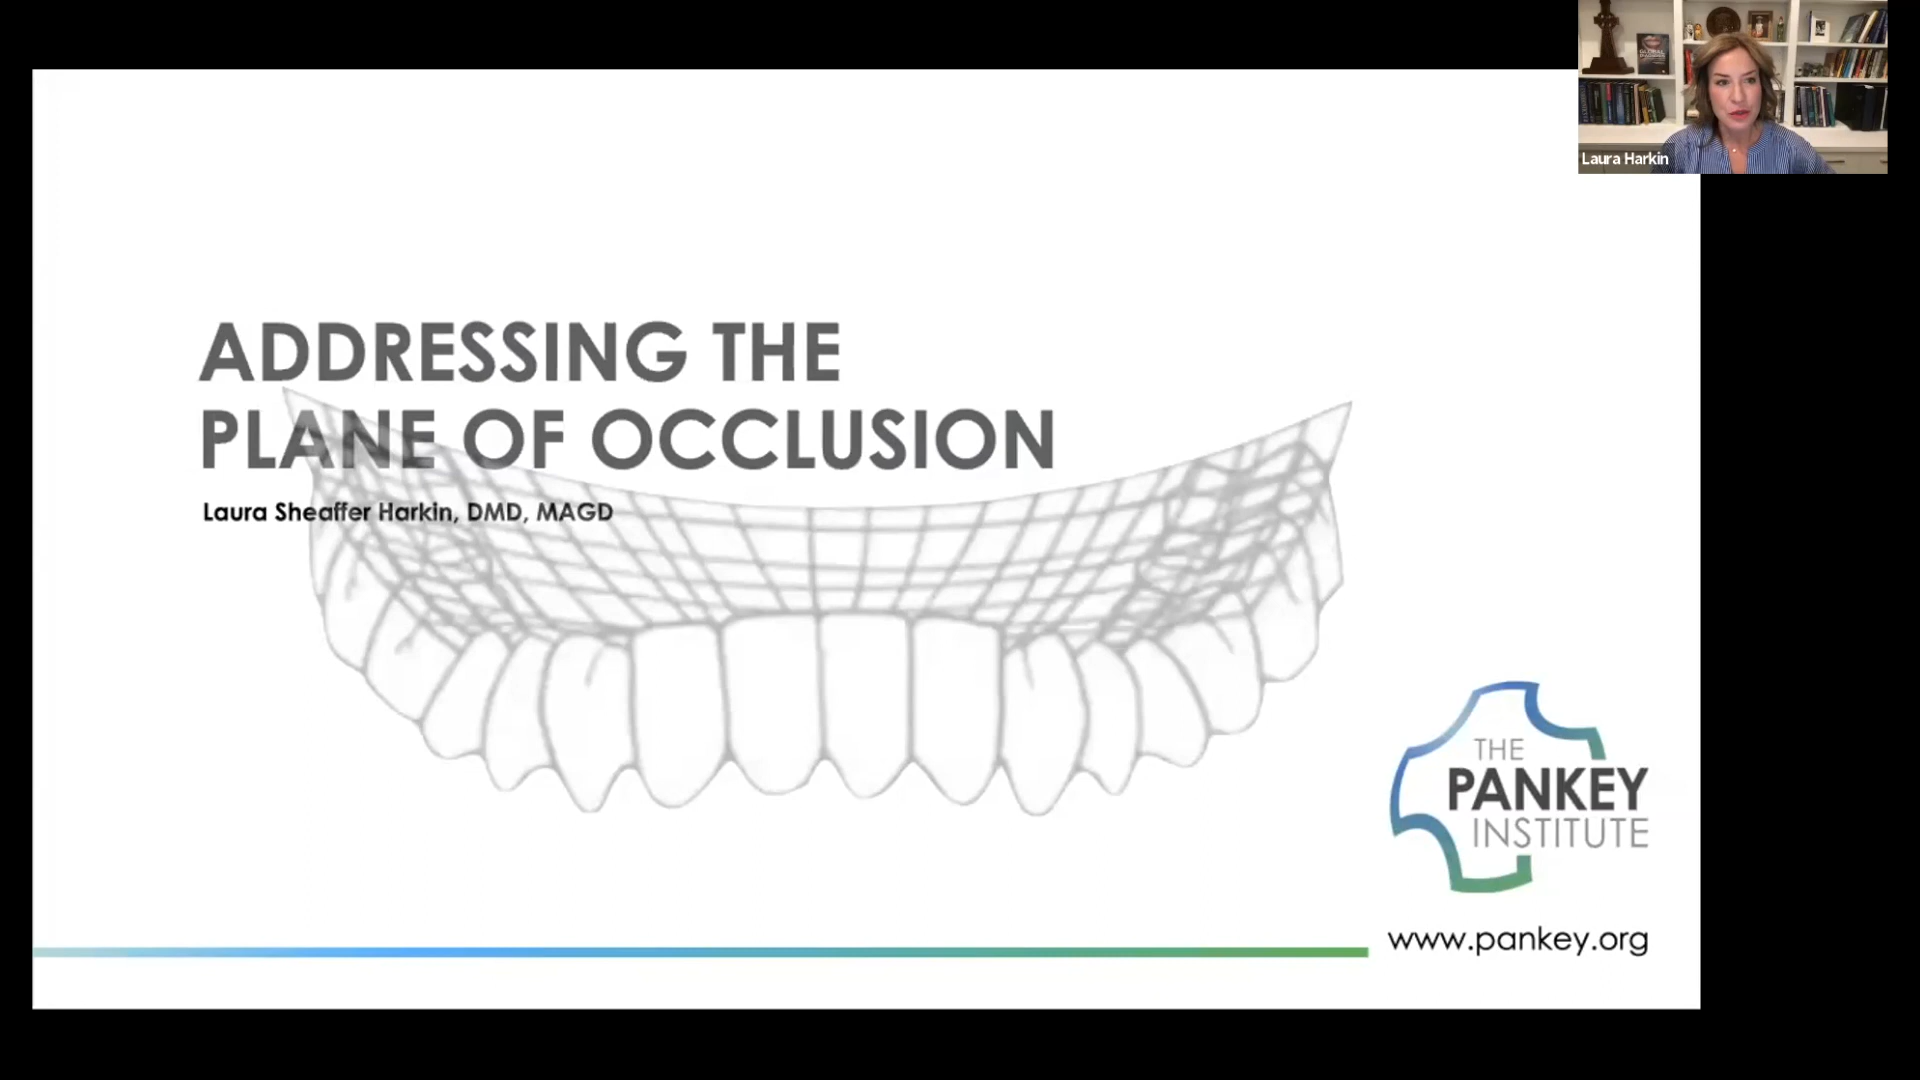 Laura Harkin
ADDRESSING THE
PLANE OF OCCLUSION
Laura Sheaffer Harkin, DMD, MAGD
THE
PANKEY
INSTITUTE
www.pankey.org